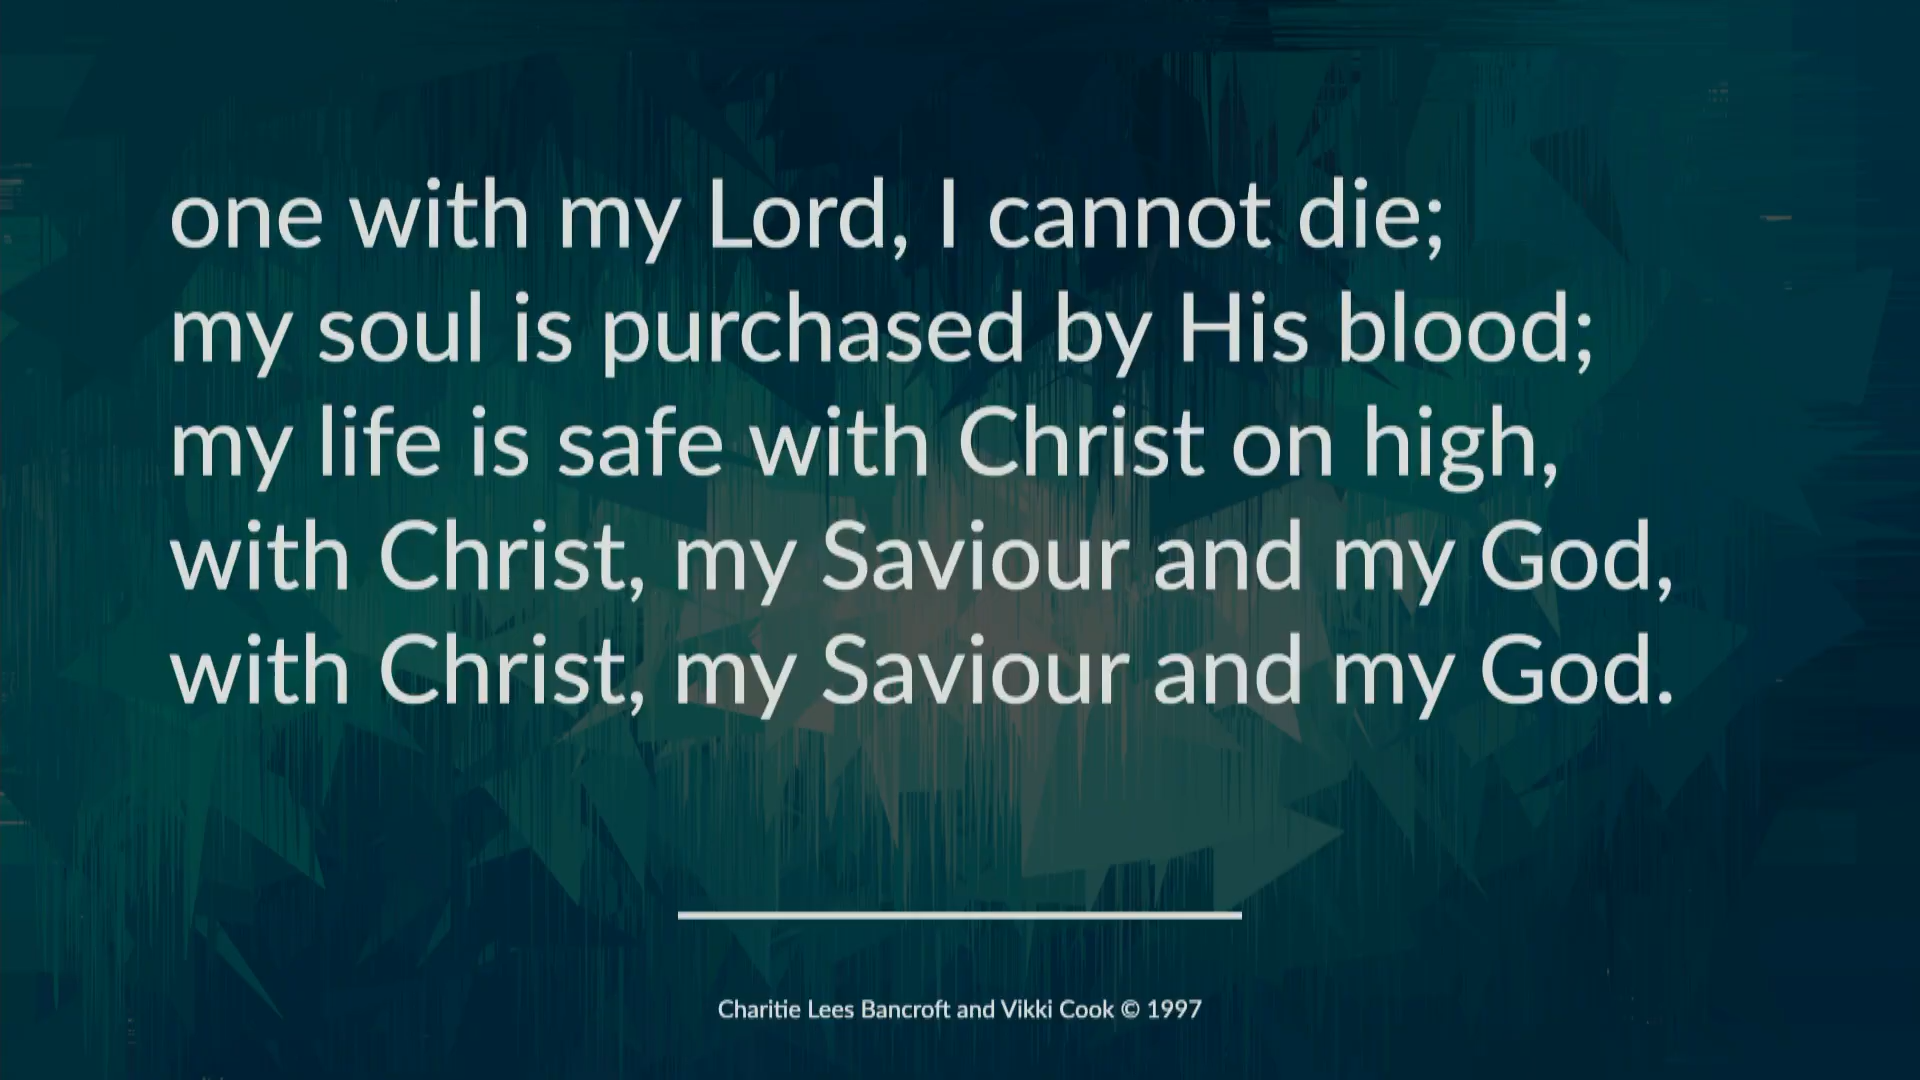 one with my Lord, I cannot die;
my soul is purchased by His blood;
my life is safe with Christ on high,
with Christ, my Saviour and my God,
with Christ, my Saviour and my God.
Charitie Lees Bancroft and Vikki Cook © 1997